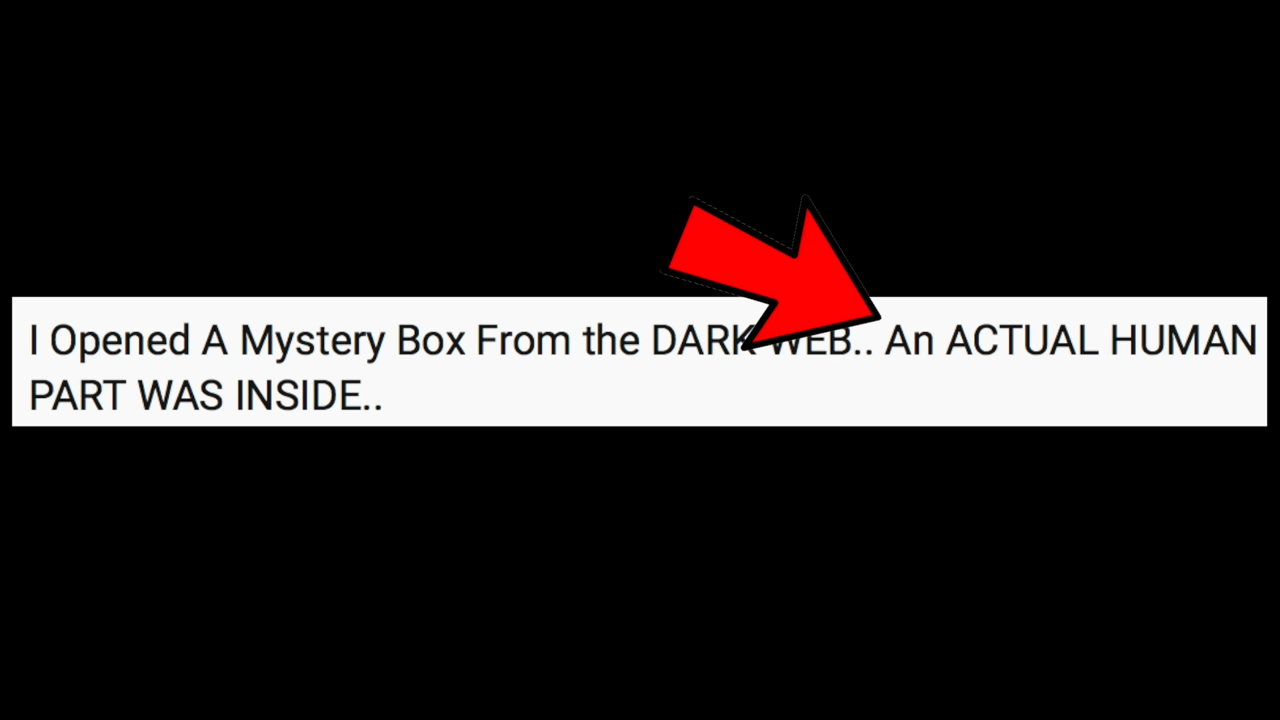 I Opened A Mystery Box From the DARK WEB.. An ACTUAL HUMAN
PART WAS INSIDE..